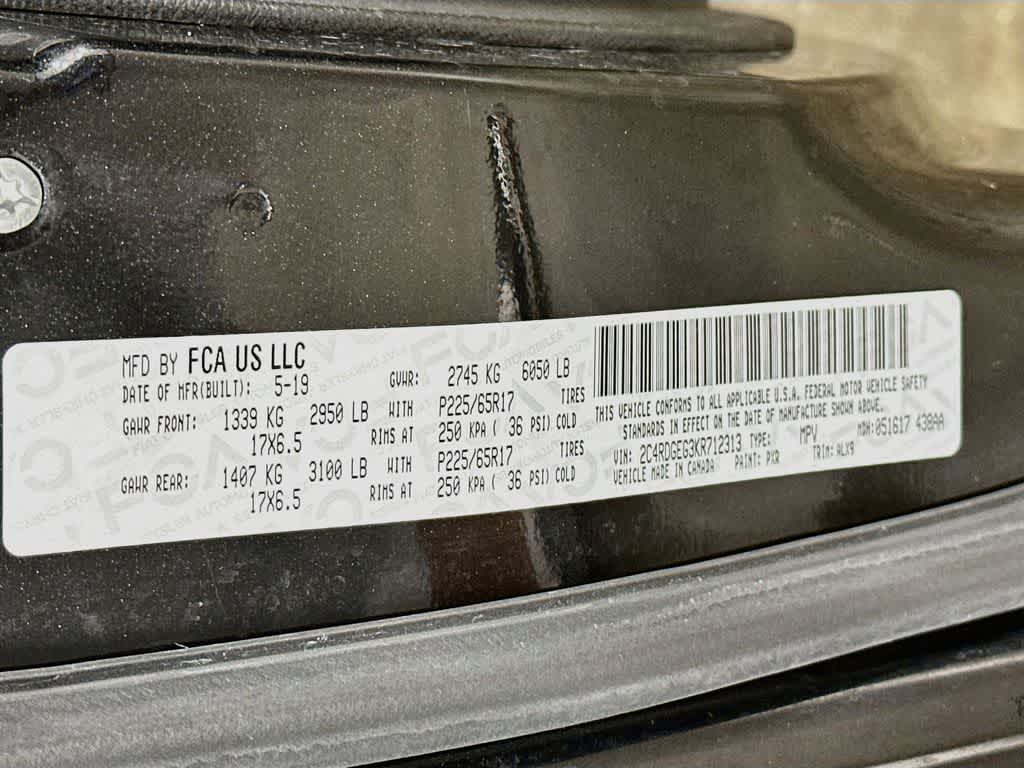 MFD BY FCA US LLC
DATE OF MFR(BUILT): 5-19 GVWR: 2745 KG 6050 LB
GAWR FRONT: 1339 KG 2950 LB WITH P225/65R17 TIRES
17X6.5 RIMS AT 250 KPA ( 36 PSI) COLD
GAWR REAR: 1407 KG 3100 LB WITH P225/65R17 TIRES
17X6.5 RIMS AT 250 KPA ( 36 PSI) COLD
THIS VEHICLE CONFORMS TO ALL APPLICABLE U.S.A. FEDERAL MOTOR VEHICLE SAFETY
STANDARDS IN EFFECT ON THE DATE OF MANUFACTURE SHOWN ABOVE.
VIN: 2C4RDGEG3KR712313 TYPE: MPV MDH: 051617 438AA
VEHICLE MADE IN CANADA PAINT: PXR TRIM: ALX9